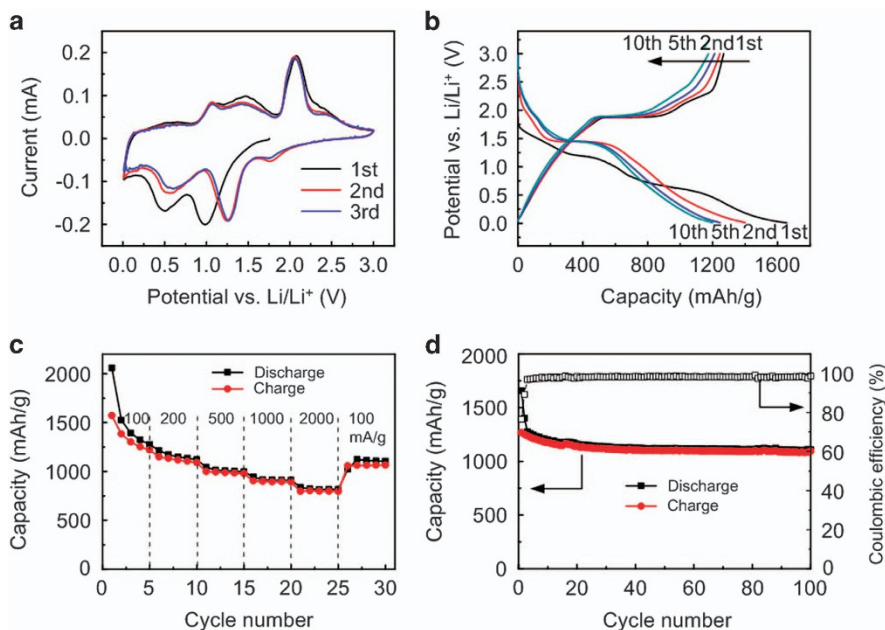 a
0.2
0.1
0.0
-0.1
-0.2
Current (mA)
1st
2nd
3rd
0.0 0.5 1.0 1.5 2.0 2.5 3.0
Potential vs. Li/Li⁺ (V)
b
10th 5th 2nd 1st
3.0
2.5
2.0
1.5
1.0
0.5
0.0
Potential vs. Li/Li⁺ (V)
10th 5th 2nd 1st
0 400 800 1200 1600
Capacity (mAh/g)
c
2000
1500
1000
500
0
Capacity (mAh/g)
Discharge
Charge
100 200 500 1000 2000 100
mA/g
0 5 10 15 20 25 30
Cycle number
d
2000
1500
1000
500
0
Capacity (mAh/g)
100
80
60
40
20
0
Coulombic efficiency (%)
Discharge
Charge
0 20 40 60 80 100
Cycle number